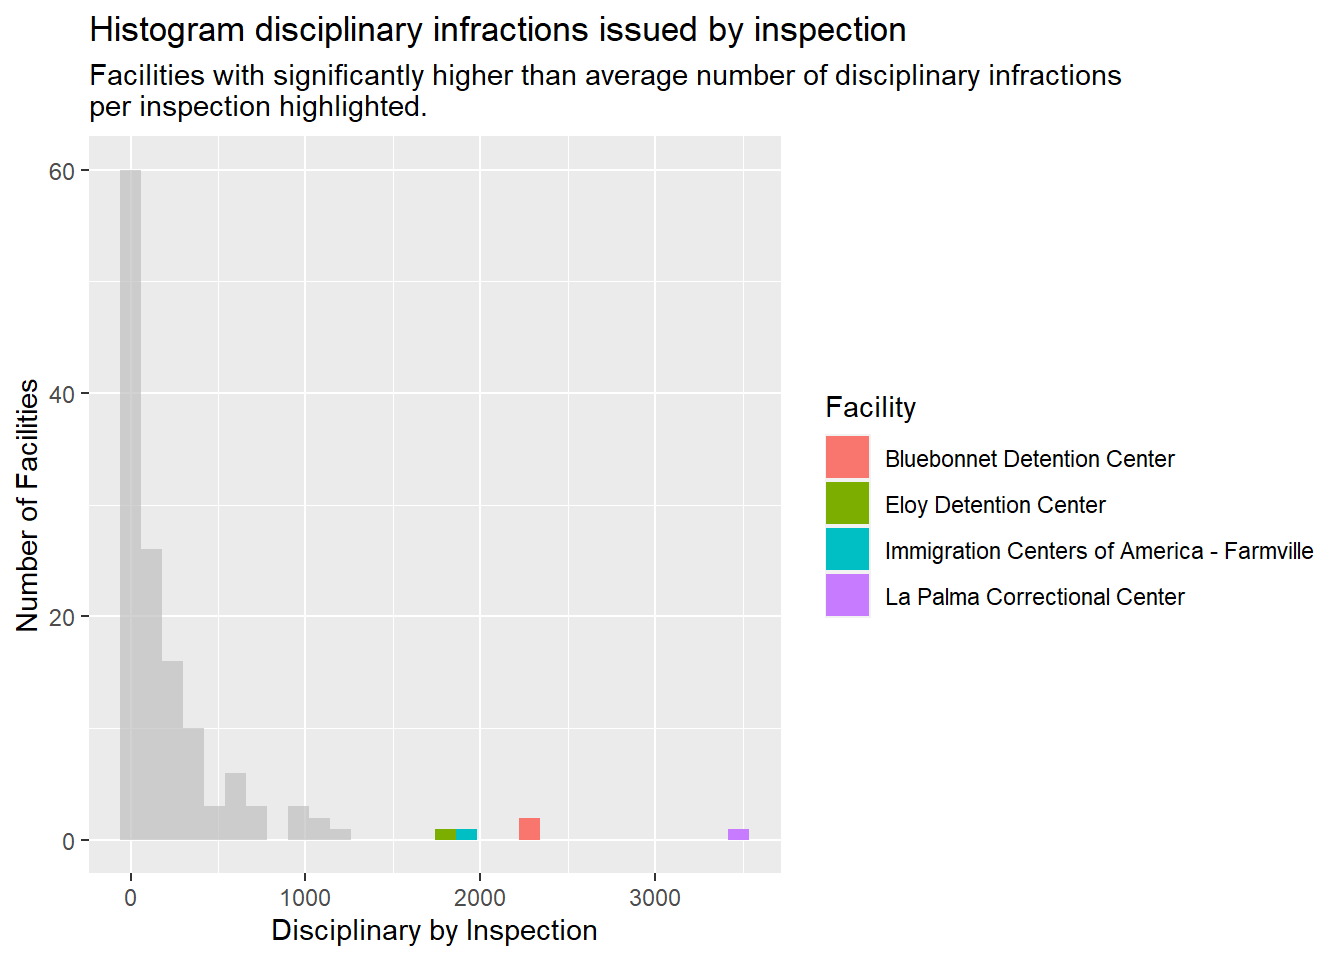 Histogram disciplinary infractions issued by inspection
Facilities with significantly higher than average number of disciplinary infractions
per inspection highlighted.
60
40
20
0
Number of Facilities
0 1000 2000 3000
Disciplinary by Inspection
Facility
Bluebonnet Detention Center
Eloy Detention Center
Immigration Centers of America - Farmville
La Palma Correctional Center